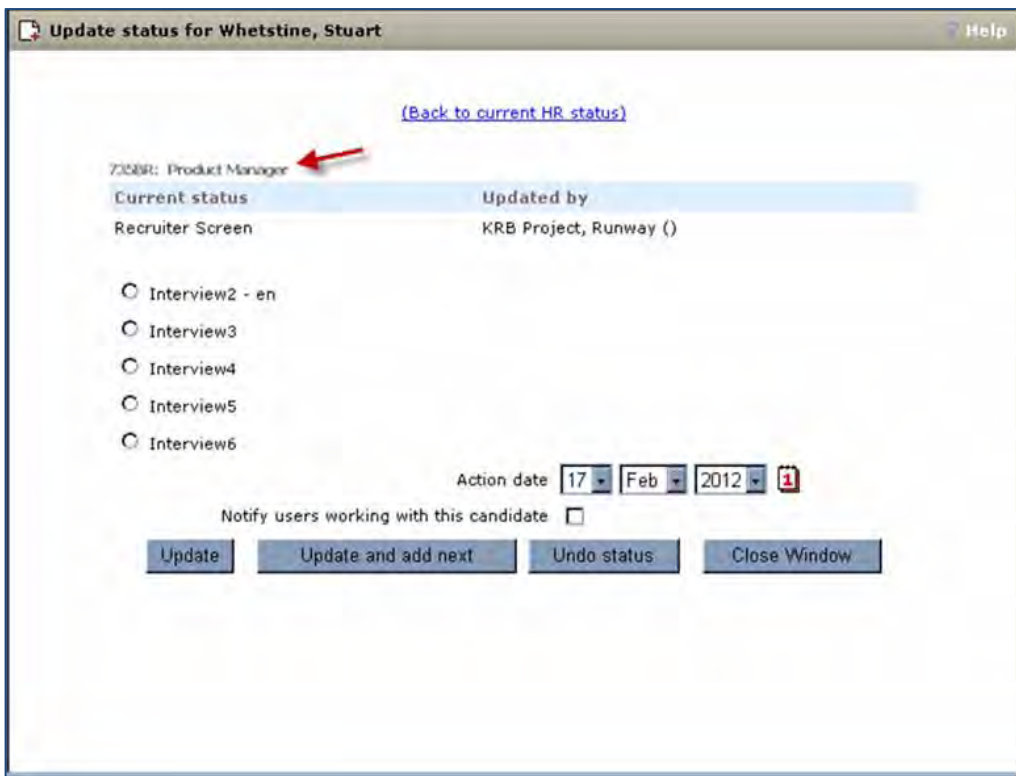 Update status for Whetstine, Stuart ? Help
(Back to current HR status)
735BR: Product Manager
Current status Updated by
Recruiter Screen KRB Project, Runway ()
Interview2 - en
Interview3
Interview4
Interview5
Interview6
Action date 17 Feb 2012 1
Notify users working with this candidate
Update Update and add next Undo status Close Window